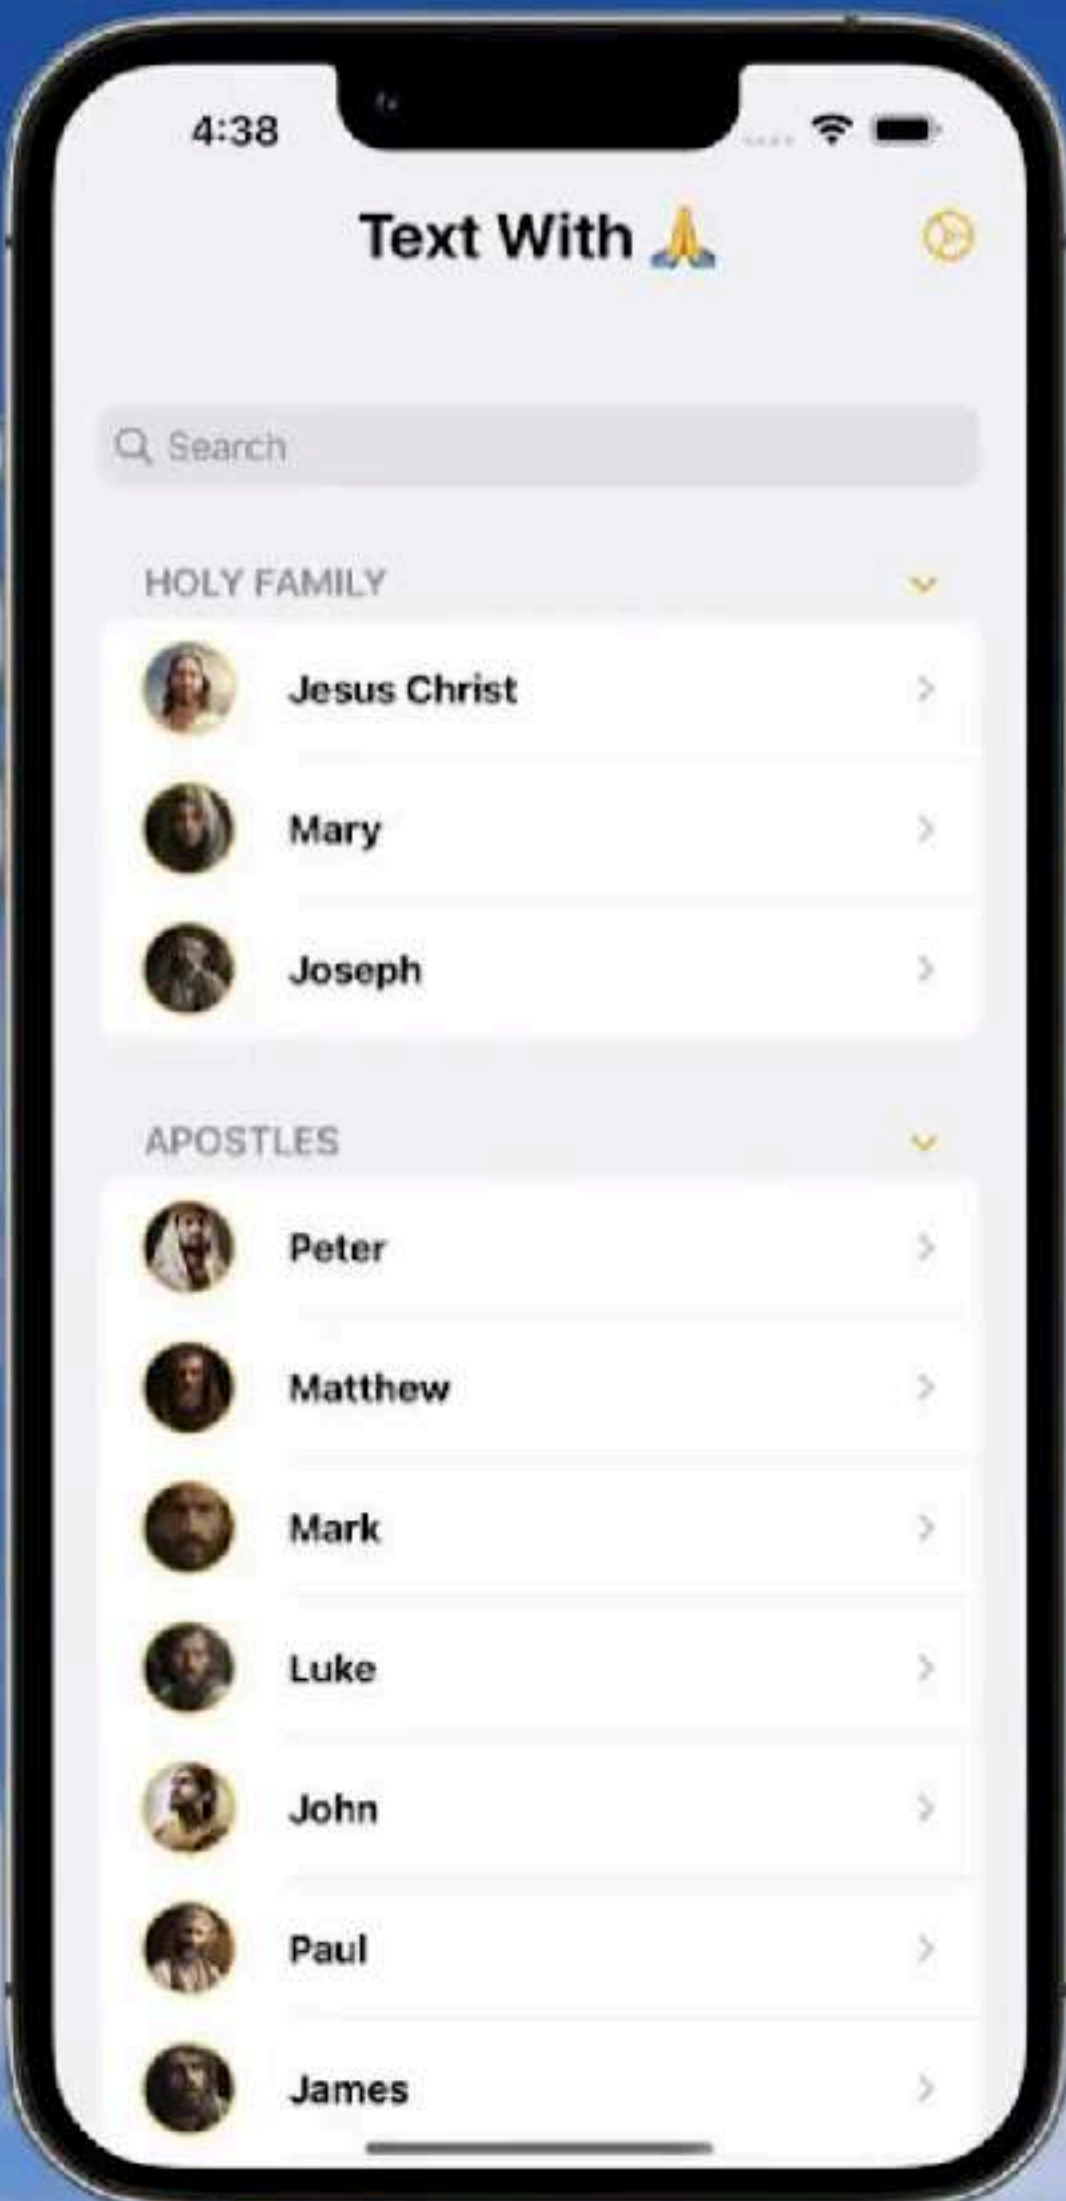 4:38
Text With 🙏
Search
HOLY FAMILY
Jesus Christ
Mary
Joseph
APOSTLES
Peter
Matthew
Mark
Luke
John
Paul
James